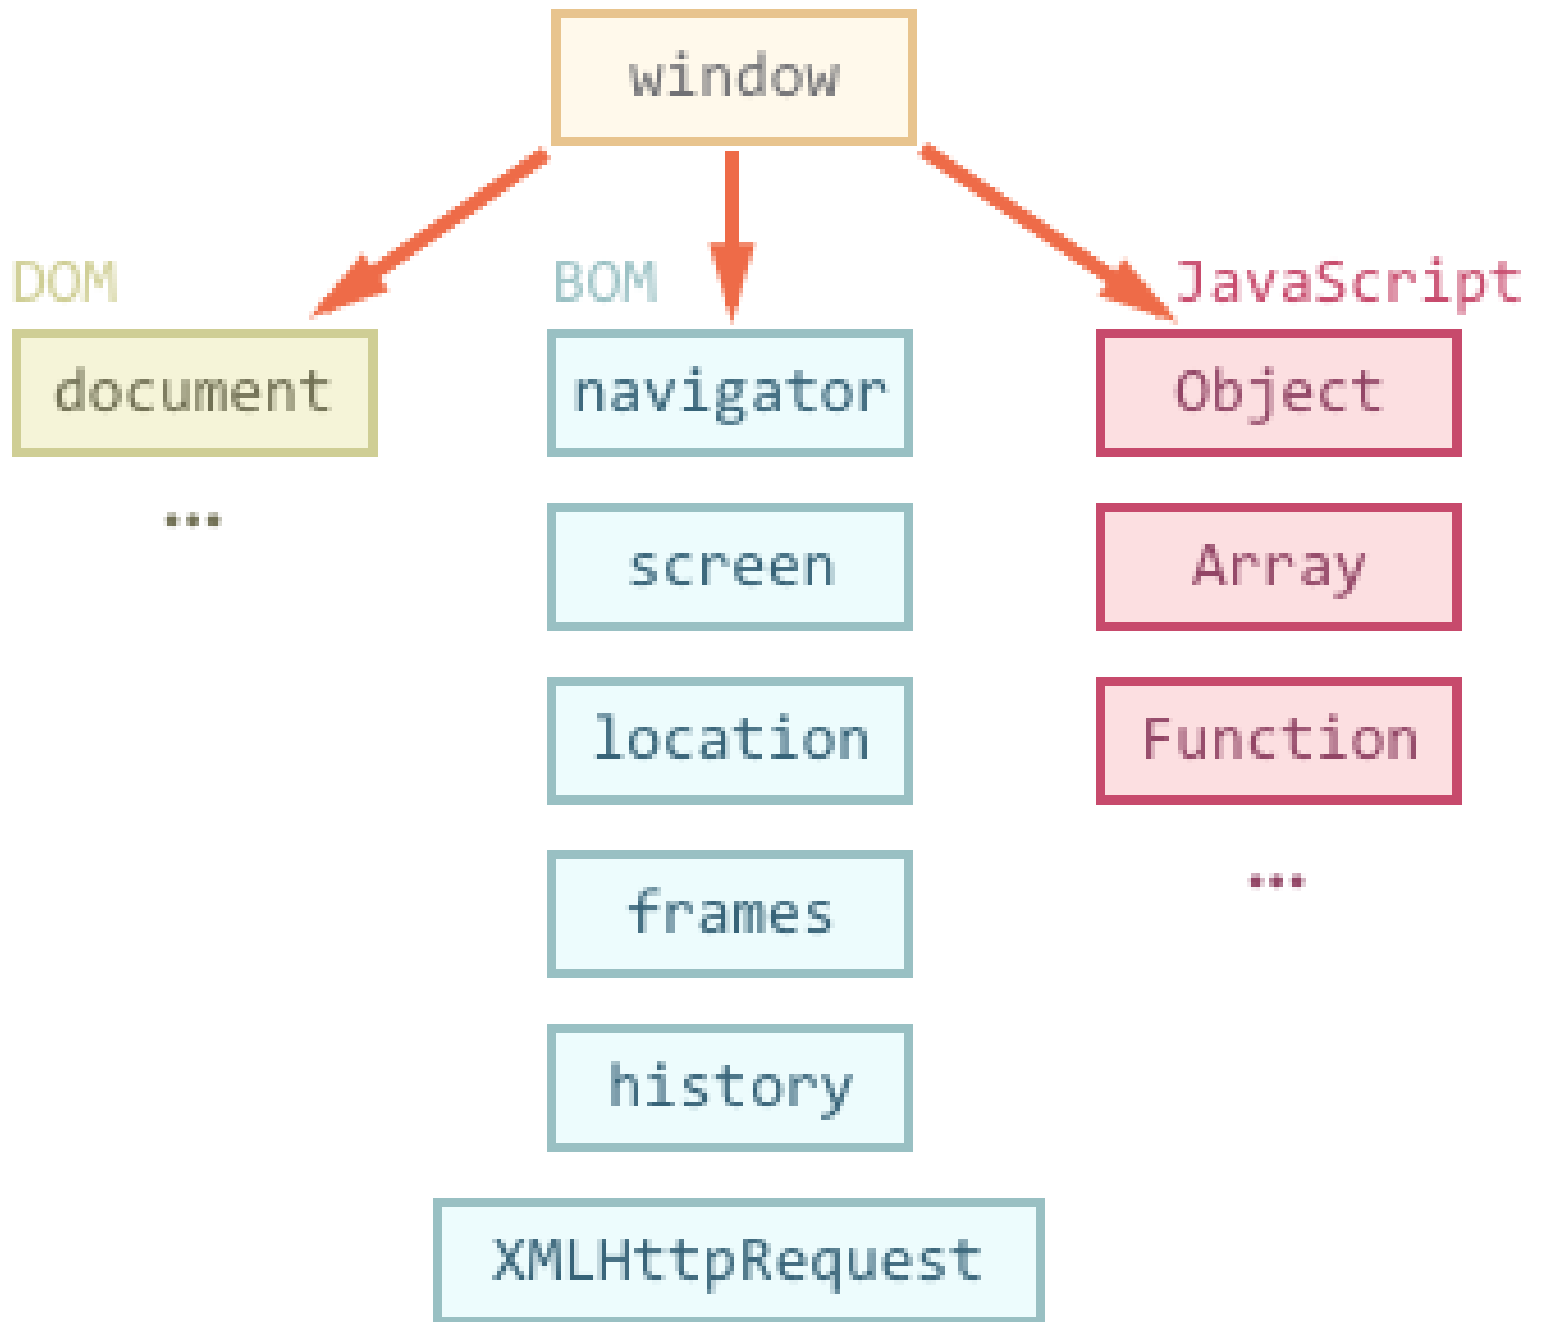 window
DOM
document
...
BOM
navigator
screen
location
frames
history
XMLHttpRequest
JavaScript
Object
Array
Function
...